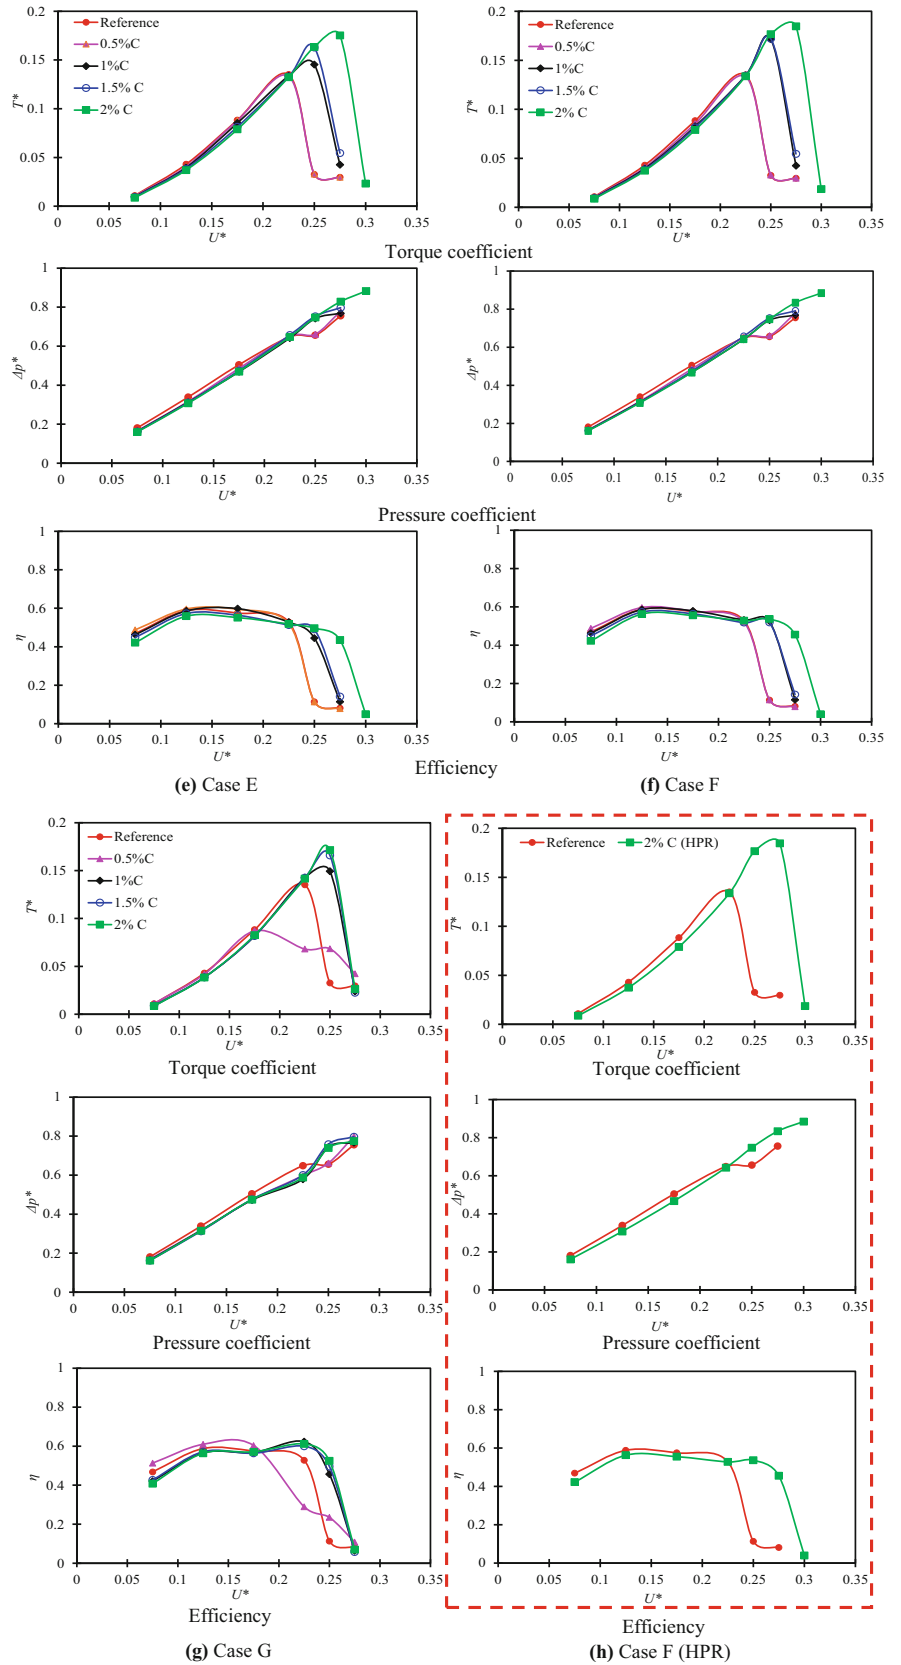 0.2
0.15
0.1
0.05
0
T*
Reference
0.5%C
1%C
1.5% C
2% C
0 0.05 0.1 0.15 0.2 0.25 0.3 0.35
U*
0.2
0.15
0.1
0.05
0
T*
Reference
0.5%C
1%C
1.5% C
2% C
0 0.05 0.1 0.15 0.2 0.25 0.3 0.35
U*
Torque coefficient
1
0.8
0.6
0.4
0.2
0
Δp*
0 0.05 0.1 0.15 0.2 0.25 0.3 0.35
U*
1
0.8
0.6
0.4
0.2
0
Δp*
0 0.05 0.1 0.15 0.2 0.25 0.3 0.35
U*
Pressure coefficient
1
0.8
0.6
0.4
0.2
0
η
0 0.05 0.1 0.15 0.2 0.25 0.3 0.35
U*
1
0.8
0.6
0.4
0.2
0
η
0 0.05 0.1 0.15 0.2 0.25 0.3 0.35
U*
Efficiency
(e) Case E
(f) Case F
0.2
0.15
0.1
0.05
0
T*
Reference
0.5%C
1%C
1.5% C
2% C
0 0.05 0.1 0.15 0.2 0.25 0.3 0.35
U*
Torque coefficient
1
0.8
0.6
0.4
0.2
0
Δp*
0 0.05 0.1 0.15 0.2 0.25 0.3 0.35
U*
Pressure coefficient
1
0.8
0.6
0.4
0.2
0
η
0 0.05 0.1 0.15 0.2 0.25 0.3 0.35
U*
Efficiency
(g) Case G
0.2
0.15
0.1
0.05
0
T*
Reference 2% C (HPR)
0 0.05 0.1 0.15 0.2 0.25 0.3 0.35
U*
Torque coefficient
1
0.8
0.6
0.4
0.2
0
Δp*
0 0.05 0.1 0.15 0.2 0.25 0.3 0.35
U*
Pressure coefficient
1
0.8
0.6
0.4
0.2
0
η
0 0.05 0.1 0.15 0.2 0.25 0.3 0.35
U*
Efficiency
(h) Case F (HPR)